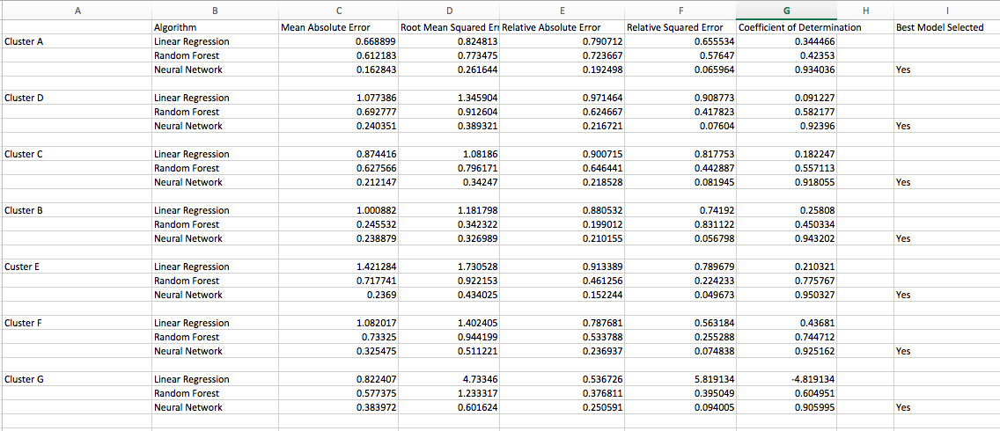 A B C D E F G H I
Algorithm Mean Absolute Error Root Mean Squared Err Relative Absolute Error Relative Squared Error Coefficient of Determination Best Model Selected
Cluster A Linear Regression 0.668899 0.824813 0.790712 0.655534 0.344466
Random Forest 0.612183 0.773475 0.723667 0.57647 0.42353
Neural Network 0.162843 0.261644 0.192498 0.065964 0.934036 Yes
Cluster D Linear Regression 1.077386 1.345904 0.971464 0.908773 0.091227
Random Forest 0.692777 0.912604 0.624667 0.417823 0.582177
Neural Network 0.240351 0.389321 0.216721 0.07604 0.92396 Yes
Cluster C Linear Regression 0.874416 1.08186 0.900715 0.817753 0.182247
Random Forest 0.627566 0.796171 0.646441 0.442887 0.557113
Neural Network 0.212147 0.34247 0.218528 0.081945 0.918055 Yes
Cluster B Linear Regression 1.000882 1.181798 0.880532 0.74192 0.25808
Random Forest 0.245532 0.342322 0.199012 0.831122 0.450334
Neural Network 0.238879 0.326989 0.210155 0.056798 0.943202 Yes
Custer E Linear Regression 1.421284 1.730528 0.913389 0.789679 0.210321
Random Forest 0.717741 0.922153 0.461256 0.224233 0.775767
Neural Network 0.2369 0.434025 0.152244 0.049673 0.950327 Yes
Cluster F Linear Regression 1.082017 1.402405 0.787681 0.563184 0.43681
Random Forest 0.73325 0.944199 0.533788 0.255288 0.744712
Neural Network 0.325475 0.511221 0.236937 0.074838 0.925162 Yes
Cluster G Linear Regression 0.822407 4.73346 0.536726 5.819134 -4.819134
Random Forest 0.577375 1.233317 0.376811 0.395049 0.604951
Neural Network 0.383972 0.601624 0.250591 0.094005 0.905995 Yes